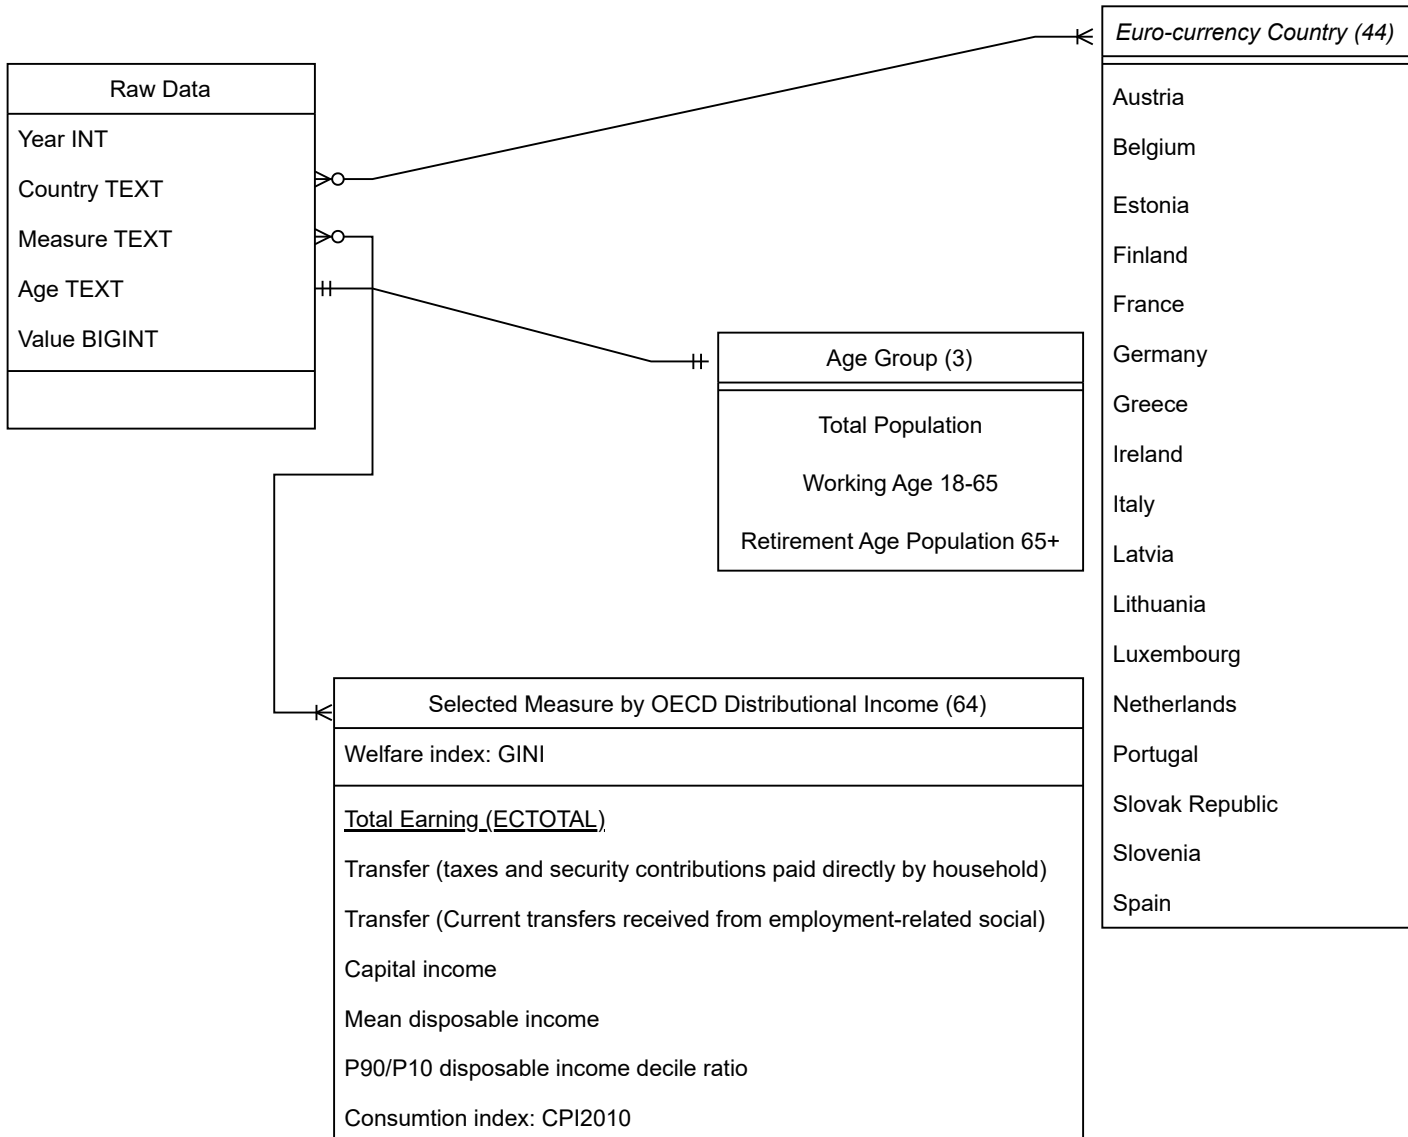 Raw Data
Year INT
Country TEXT
Measure TEXT
Age TEXT
Value BIGINT
Euro-currency Country (44)
Austria
Belgium
Estonia
Finland
France
Germany
Greece
Ireland
Italy
Latvia
Lithuania
Luxembourg
Netherlands
Portugal
Slovak Republic
Slovenia
Spain
Age Group (3)
Total Population
Working Age 18-65
Retirement Age Population 65+
Selected Measure by OECD Distributional Income (64)
Welfare index: GINI
Total Earning (ECTOTAL)
Transfer (taxes and security contributions paid directly by household)
Transfer (Current transfers received from employment-related social)
Capital income
Mean disposable income
P90/P10 disposable income decile ratio
Consumtion index: CPI2010